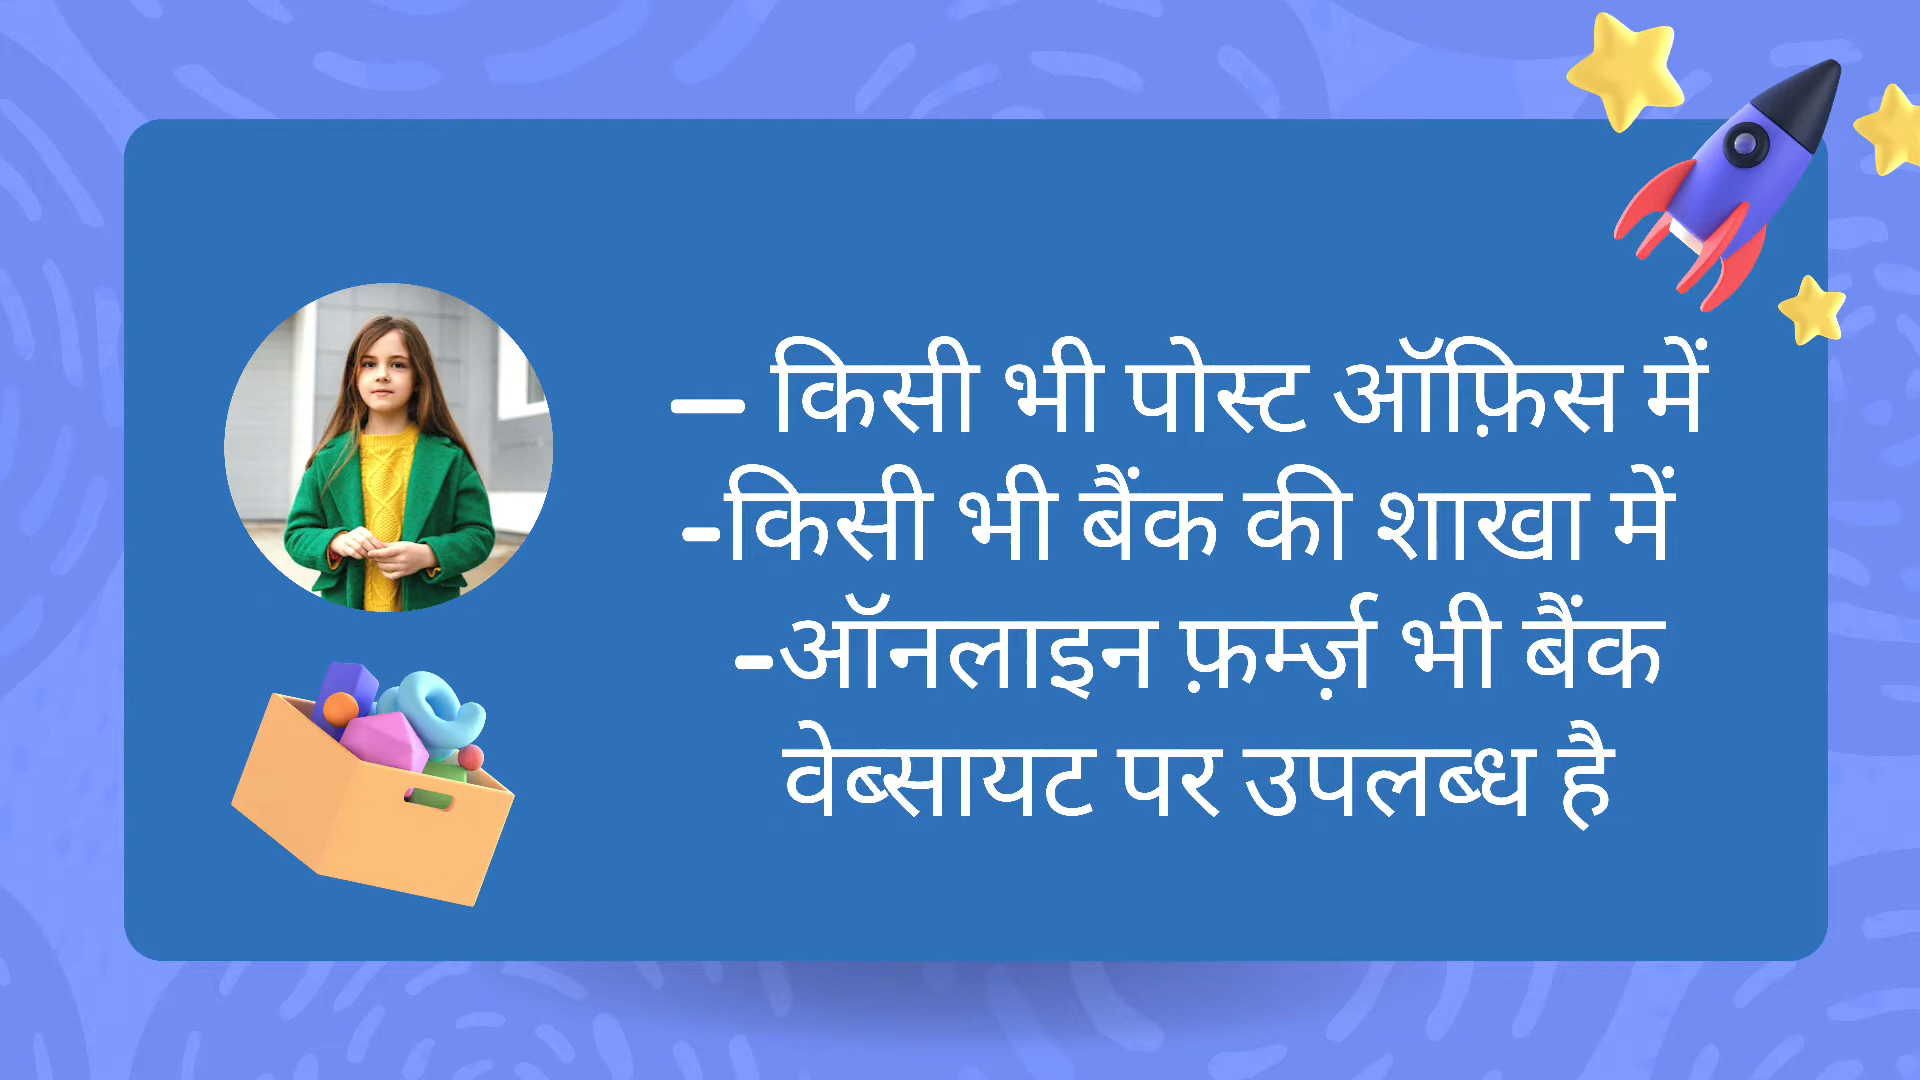 – किसी भी पोस्ट ऑफ़िस में
-किसी भी बैंक की शाखा में
-ऑनलाइन फ़र्म्ज़ भी बैंक
वेब्सायट पर उपलब्ध है